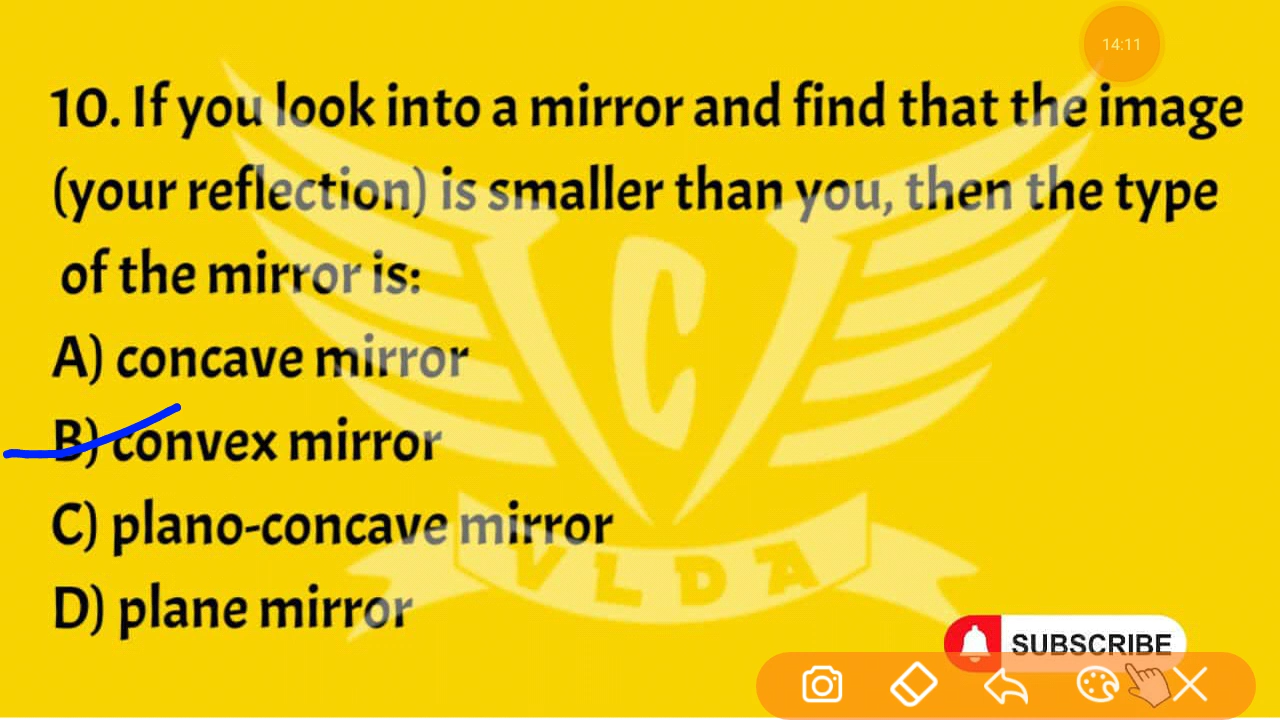 14:11
10. If you look into a mirror and find that the image
(your reflection) is smaller than you, then the type
of the mirror is:
A) concave mirror
B) convex mirror
C) plano-concave mirror
D) plane mirror
C
VLDA
SUBSCRIBE